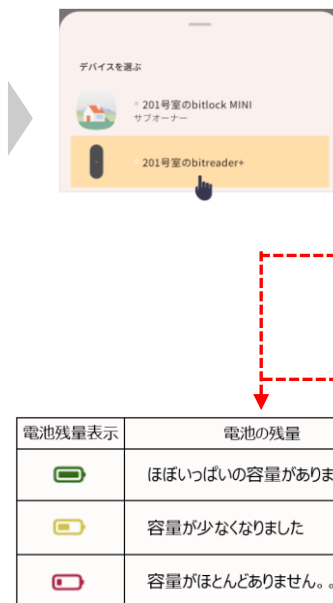 デバイスを選ぶ
201号室のbitlock MINI
サブオーナー
201号室のbitreader+
電池残量表示 電池の残量
ほぼいっぱいの容量がありま
容量が少なくなりました
容量がほとんどありません。